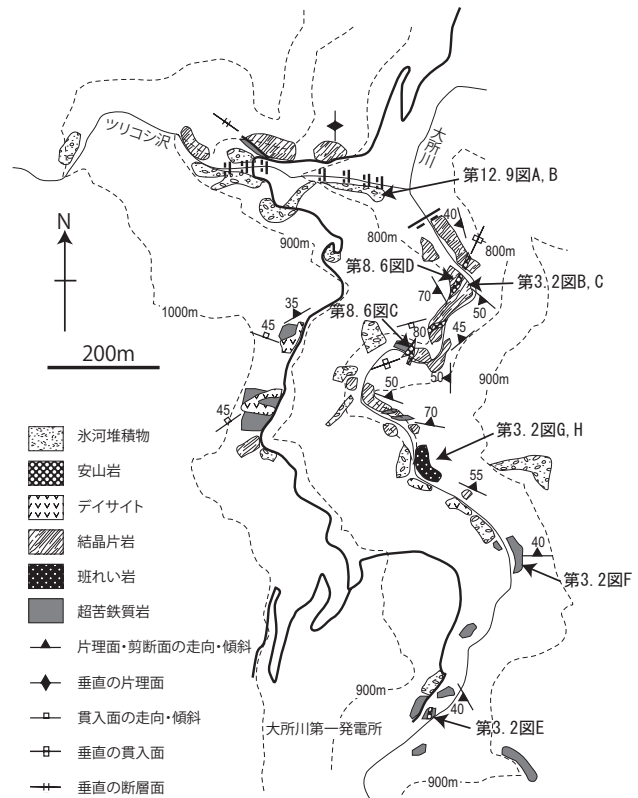 ツリコシ沢
大所川
第12.9図A, B
N
900m
800m
40
800m
第8.6図D
第3.2図B, C
1000m
35
70
50
第8.6図C
45
80
45
200m
50
900m
50
45
70
第3.2図G, H
55
40
第3.2図F
900m
40
大所川第一発電所
第3.2図E
900m
氷河堆積物
安山岩
デイサイト
結晶片岩
班れい岩
超苦鉄質岩
片理面・剪断面の走向・傾斜
垂直の片理面
貫入面の走向・傾斜
垂直の貫入面
垂直の断層面